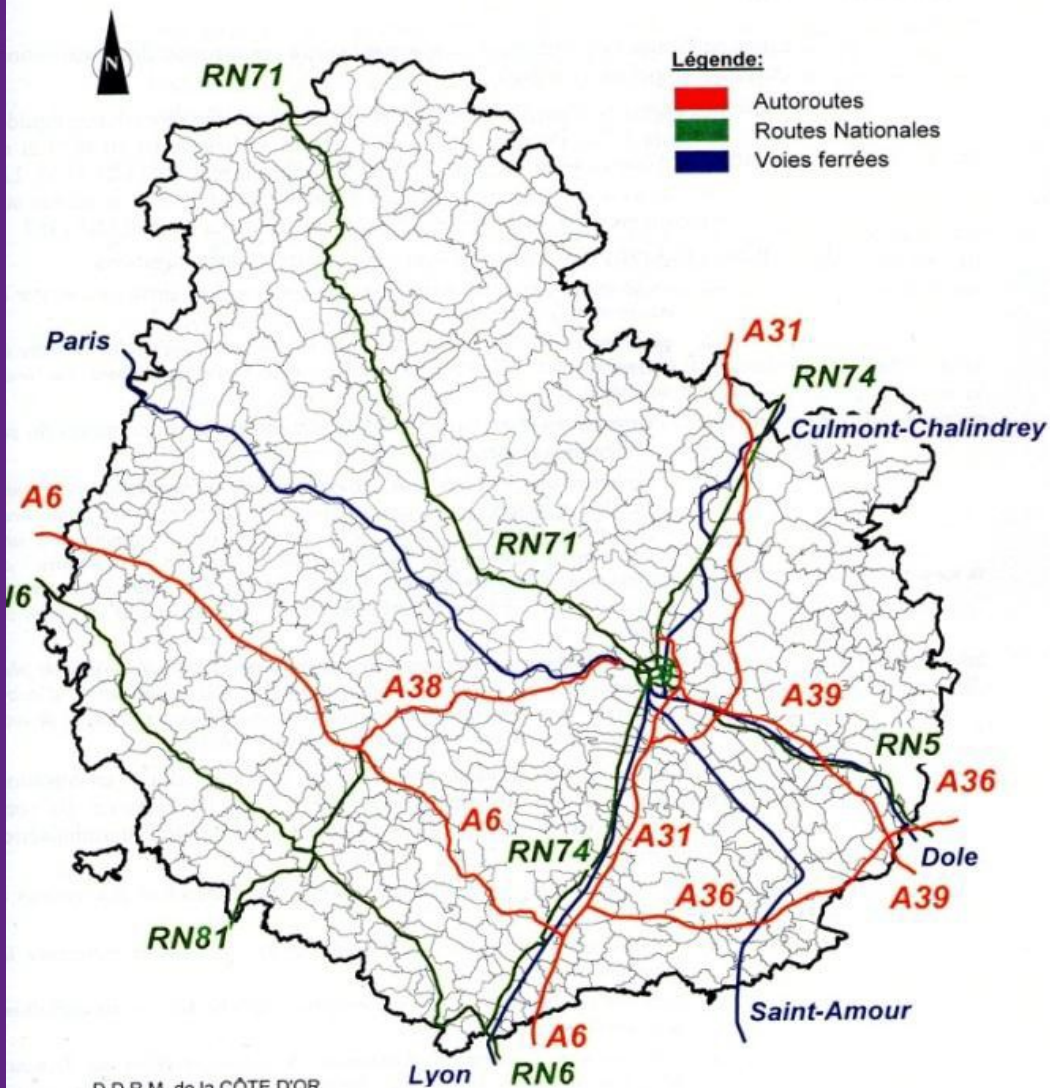 N
RN71
Légende:
Autoroutes
Routes Nationales
Voies ferrées
Paris
A31
RN74
Culmont-Chalindrey
A6
RN71
N6
A38
A39
RN5
A36
A6
RN74
A31
A36
Dole
A39
RN81
Saint-Amour
A6
Lyon
RN6
D.D.R.M. de la CÔTE D'OR